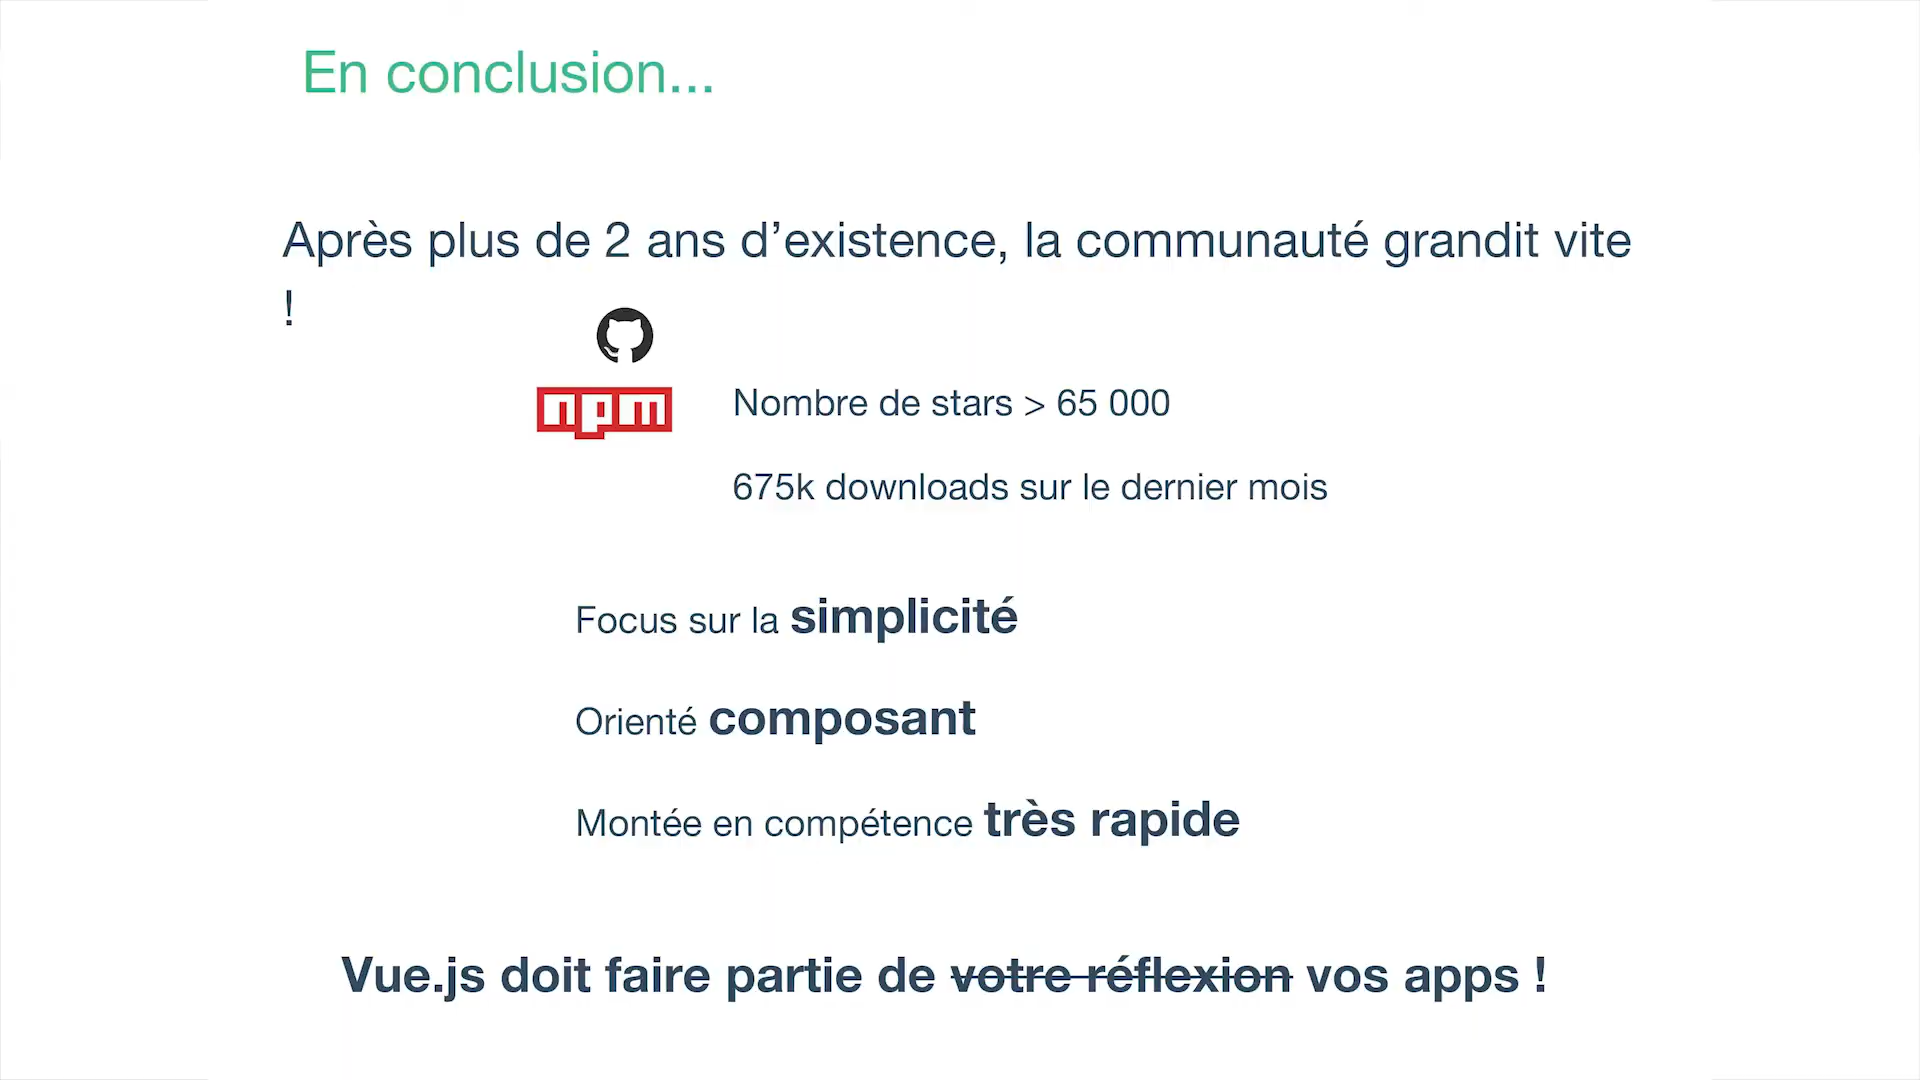 En conclusion...
Après plus de 2 ans d’existence, la communauté grandit vite
!
npm
Nombre de stars > 65 000
675k downloads sur le dernier mois
Focus sur la simplicité
Orienté composant
Montée en compétence très rapide
Vue.js doit faire partie de votre réflexion vos apps !